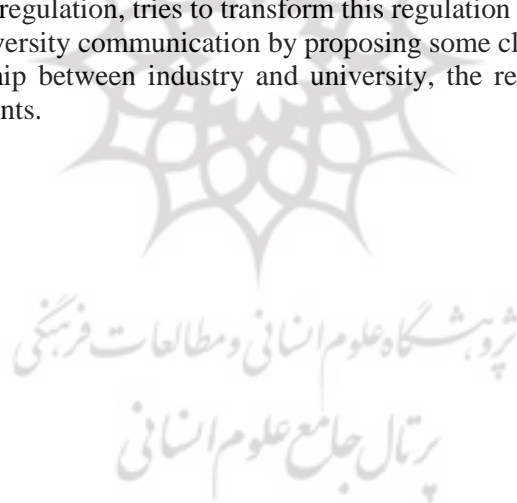 regulation, tries to transform this regulation
versity communication by proposing some cl
ip between industry and university, the re
nts.
پژوهشگاه علوم انسانی و مطالعات فرهنگی
پرتال جامع علوم انسانی